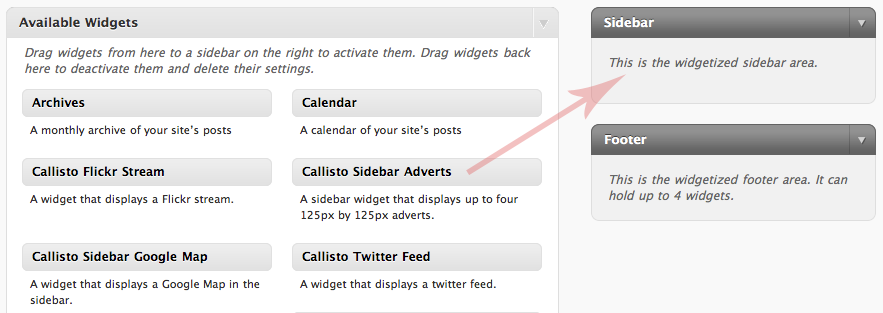 Available Widgets
Drag widgets from here to a sidebar on the right to activate them. Drag widgets back
here to deactivate them and delete their settings.
Archives
A monthly archive of your site's posts
Calendar
A calendar of your site's posts
Callisto Flickr Stream
A widget that displays a Flickr stream.
Callisto Sidebar Adverts
A sidebar widget that displays up to four
125px by 125px adverts.
Callisto Sidebar Google Map
A widget that displays a Google Map in the
sidebar.
Callisto Twitter Feed
A widget that displays a twitter feed.
Sidebar
This is the widgetized sidebar area.
Footer
This is the widgetized footer area. It can
hold up to 4 widgets.